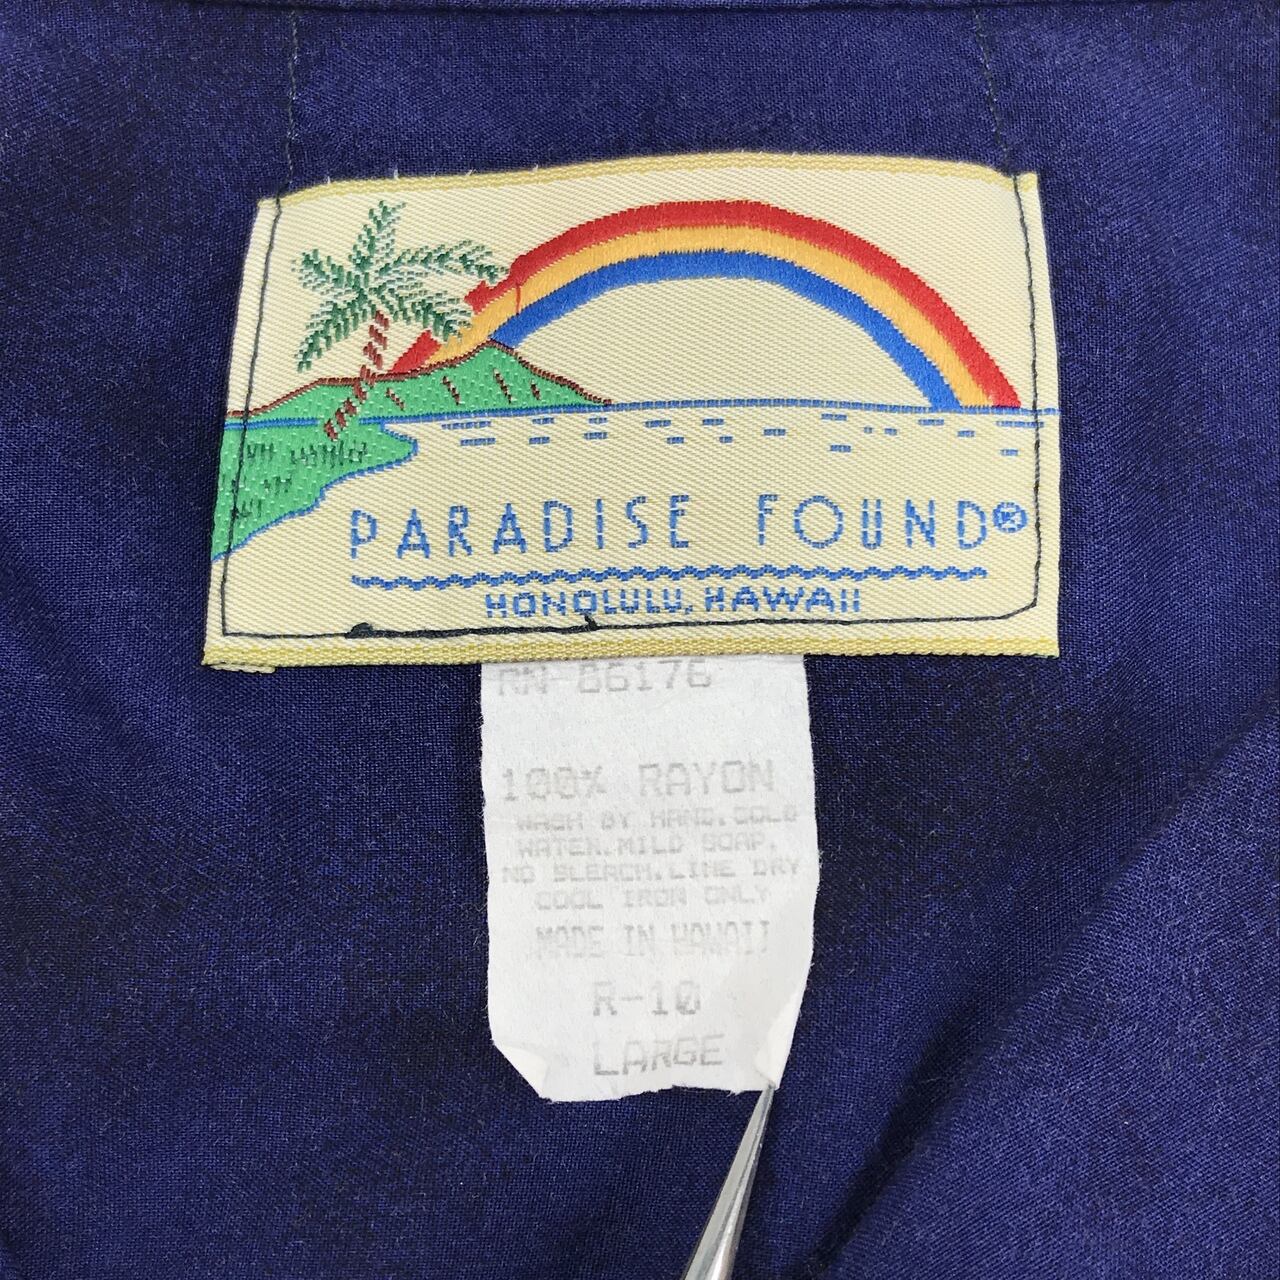 PARADISE FOUND®
HONOLULU, HAWAII
RN 86176
100% RAYON
WASH BY HAND, COLD
WATER, MILD SOAP,
NO BLEACH, LINE DRY
COOL IRON ONLY
MADE IN HAWAII
R-10
LARGE